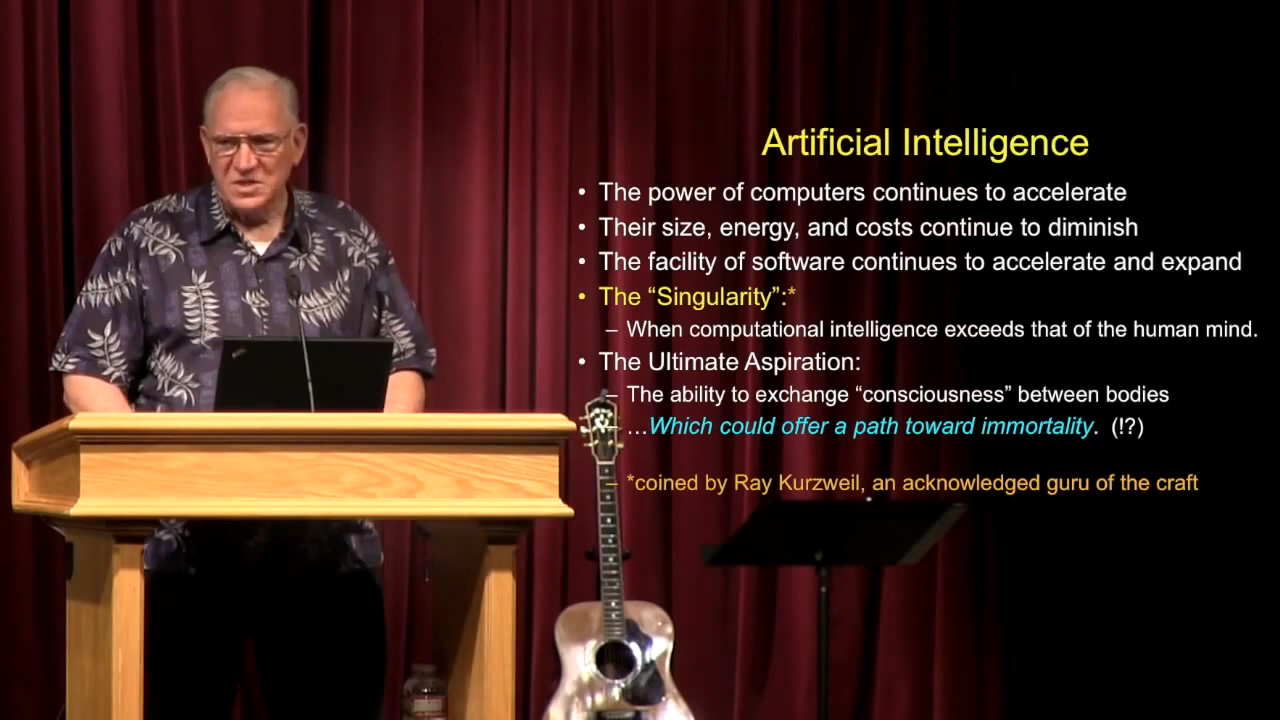 Artificial Intelligence
• The power of computers continues to accelerate
• Their size, energy, and costs continue to diminish
• The facility of software continues to accelerate and expand
• The “Singularity”:*
– When computational intelligence exceeds that of the human mind.
• The Ultimate Aspiration:
– The ability to exchange “consciousness” between bodies
– …Which could offer a path toward immortality. (!?)
– *coined by Ray Kurzweil, an acknowledged guru of the craft